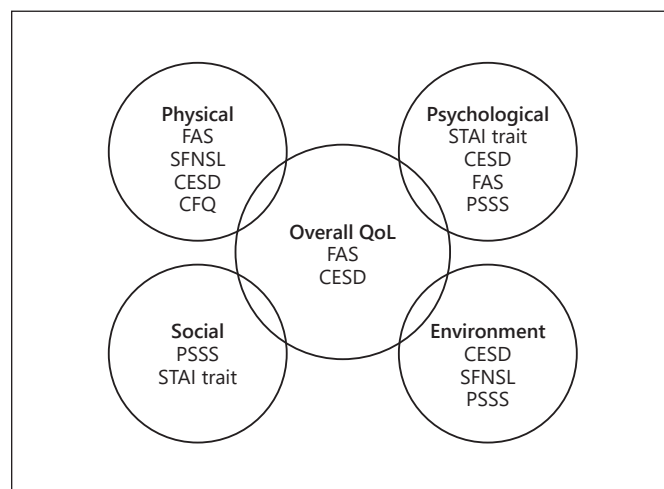 Physical
FAS
SFNSL
CESD
CFQ
Psychological
STAI trait
CESD
FAS
PSSS
Overall QoL
FAS
CESD
Social
PSSS
STAI trait
Environment
CESD
SFNSL
PSSS